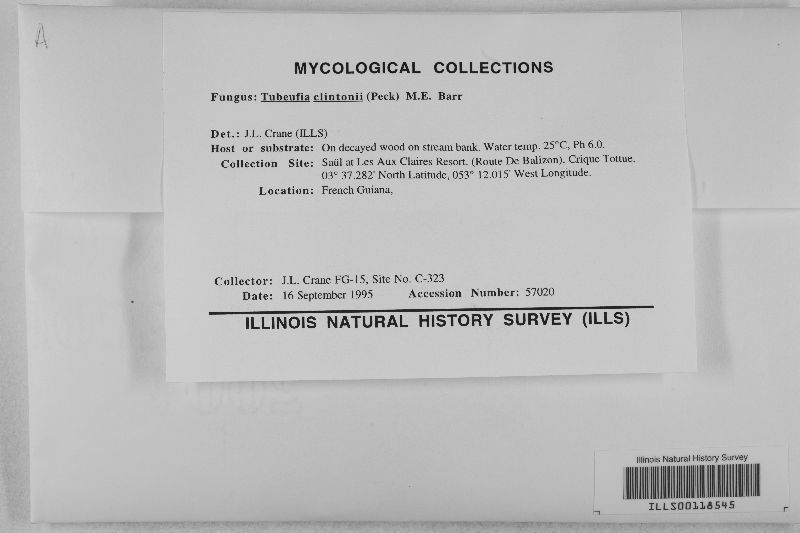 A
MYCOLOGICAL COLLECTIONS
Fungus: Tubeufia clintonii (Peck) M.E. Barr
Det.: J.L. Crane (ILLS)
Host or substrate: On decayed wood on stream bank. Water temp. 25°C, Ph 6.0.
Collection Site: Saül at Les Aux Claires Resort. (Route De Balizon). Crique Tottue.
03° 37.282' North Latitude, 053° 12.015' West Longitude.
Location: French Guiana,
Collector: J.L. Crane FG-15, Site No. C-323
Date: 16 September 1995 Accession Number: 57020
ILLINOIS NATURAL HISTORY SURVEY (ILLS)
Illinois Natural History Survey
ILLS00118545